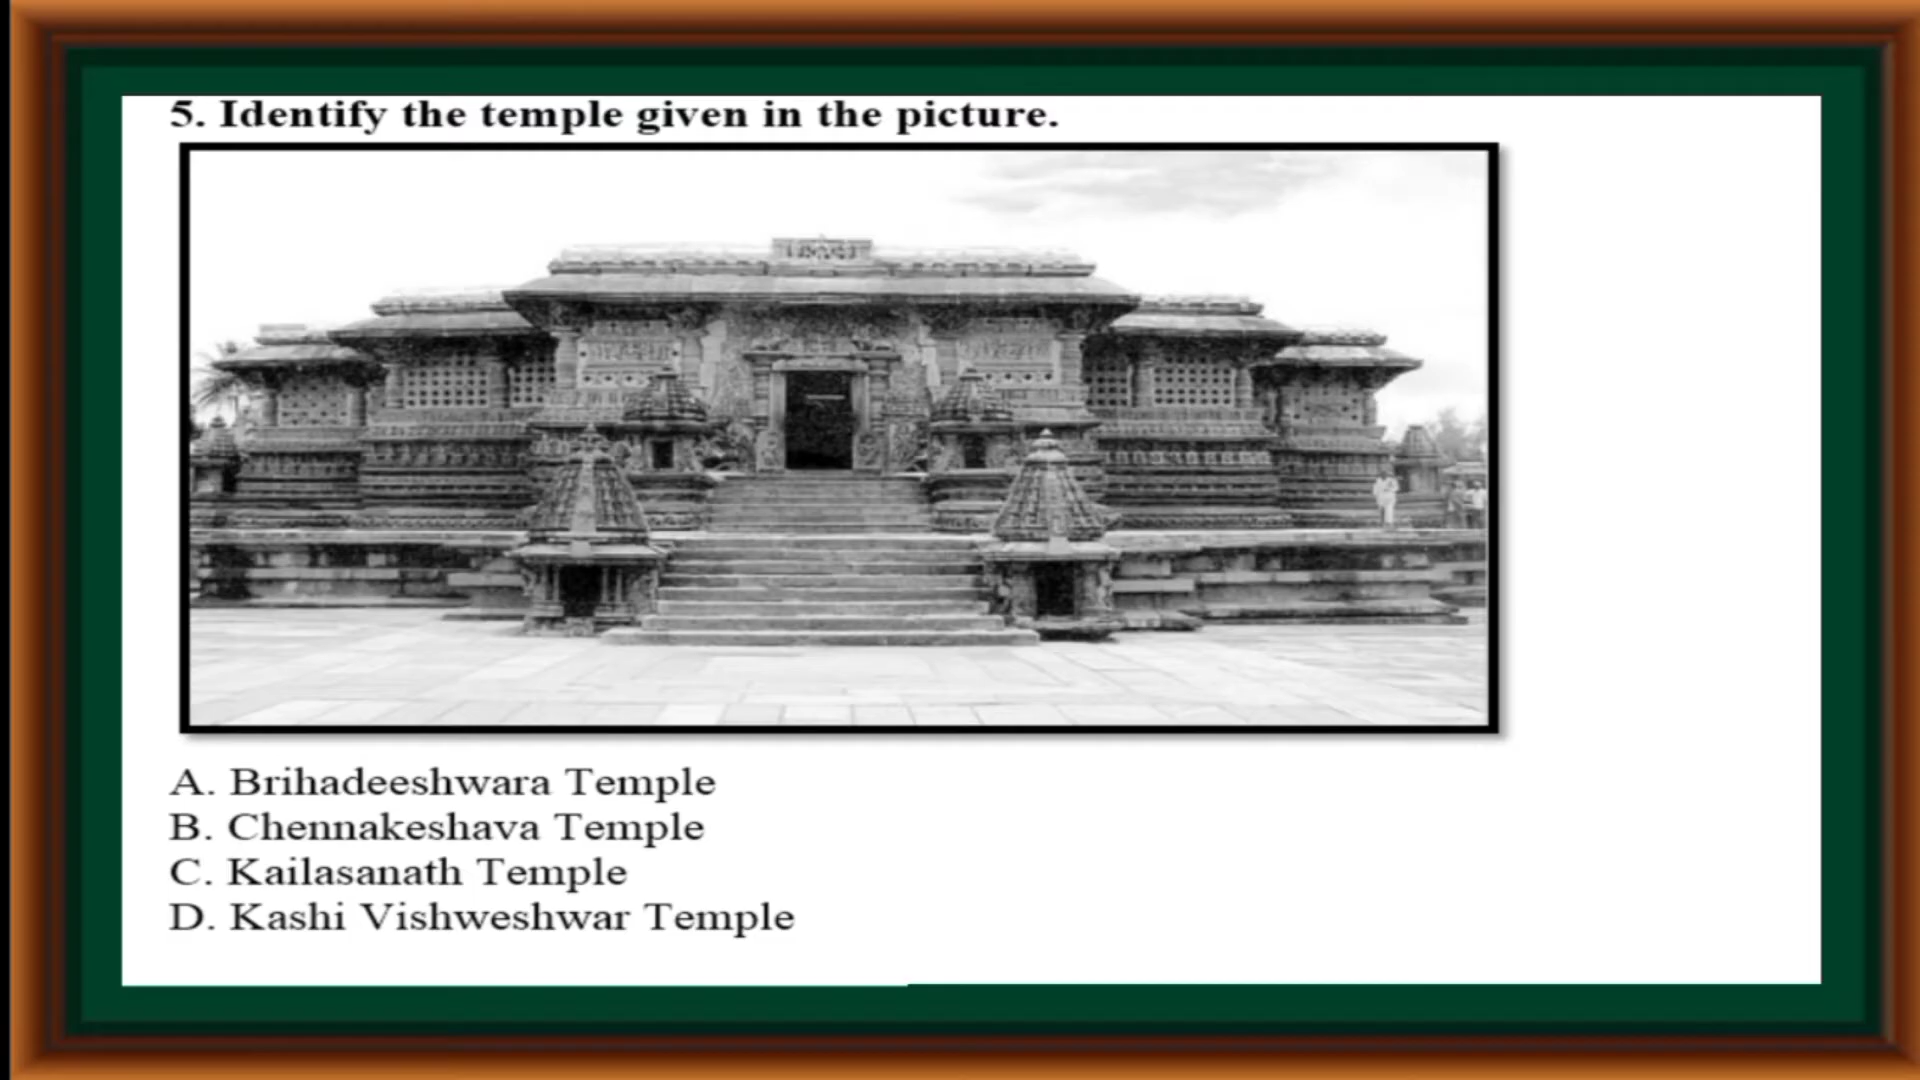 5. Identify the temple given in the picture.
A. Brihadeeshwara Temple
B. Chennakeshava Temple
C. Kailasanath Temple
D. Kashi Vishweshwar Temple